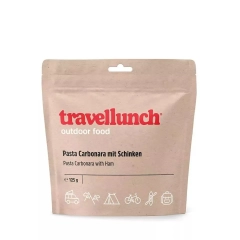 travellunch
outdoor food
Pasta Carbonara mit Schinken
Pasta Carbonara with Ham
℮ 125 g